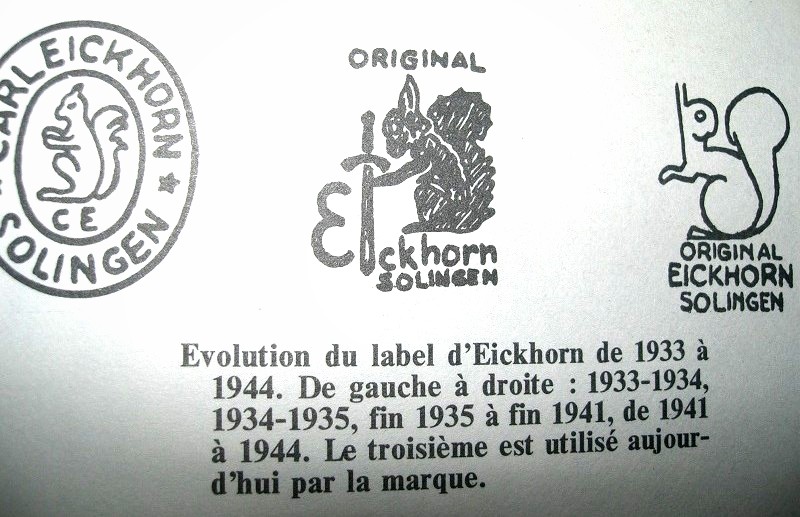 CARL EICKHORN
C E
SOLINGEN
ORIGINAL
Eickhorn
SOLINGEN
ORIGINAL
EICKHORN
SOLINGEN
Evolution du label d'Eickhorn de 1933 à
1944. De gauche à droite : 1933-1934,
1934-1935, fin 1935 à fin 1941, de 1941
à 1944. Le troisième est utilisé aujour-
d'hui par la marque.